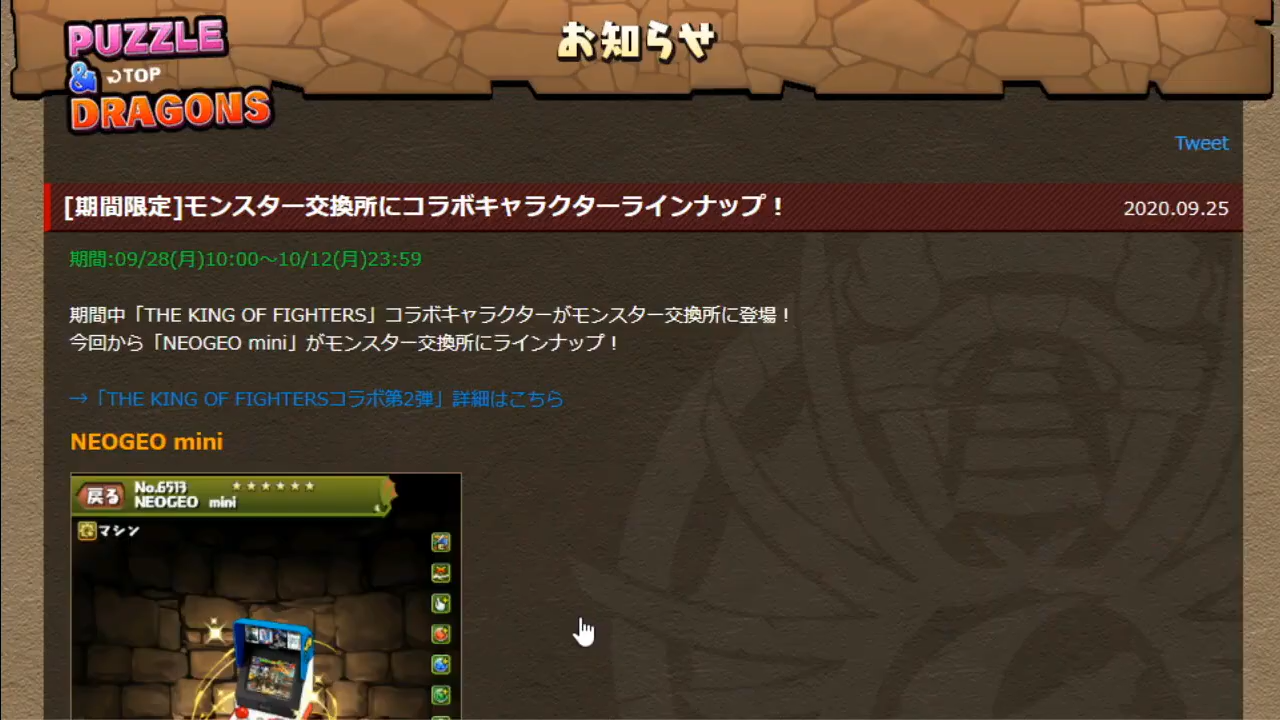 PUZZLE
& TOP
DRAGONS
お知らせ
Tweet
[期間限定]モンスター交換所にコラボキャラクターラインナップ！
2020.09.25
期間:09/28(月)10:00～10/12(月)23:59
期間中「THE KING OF FIGHTERS」コラボキャラクターがモンスター交換所に登場！
今回から「NEOGEO mini」がモンスター交換所にラインナップ！
→「THE KING OF FIGHTERSコラボ第2弾」詳細はこちら
NEOGEO mini
戻る
No.6513 ★★★★★★
NEOGEO mini
マシン